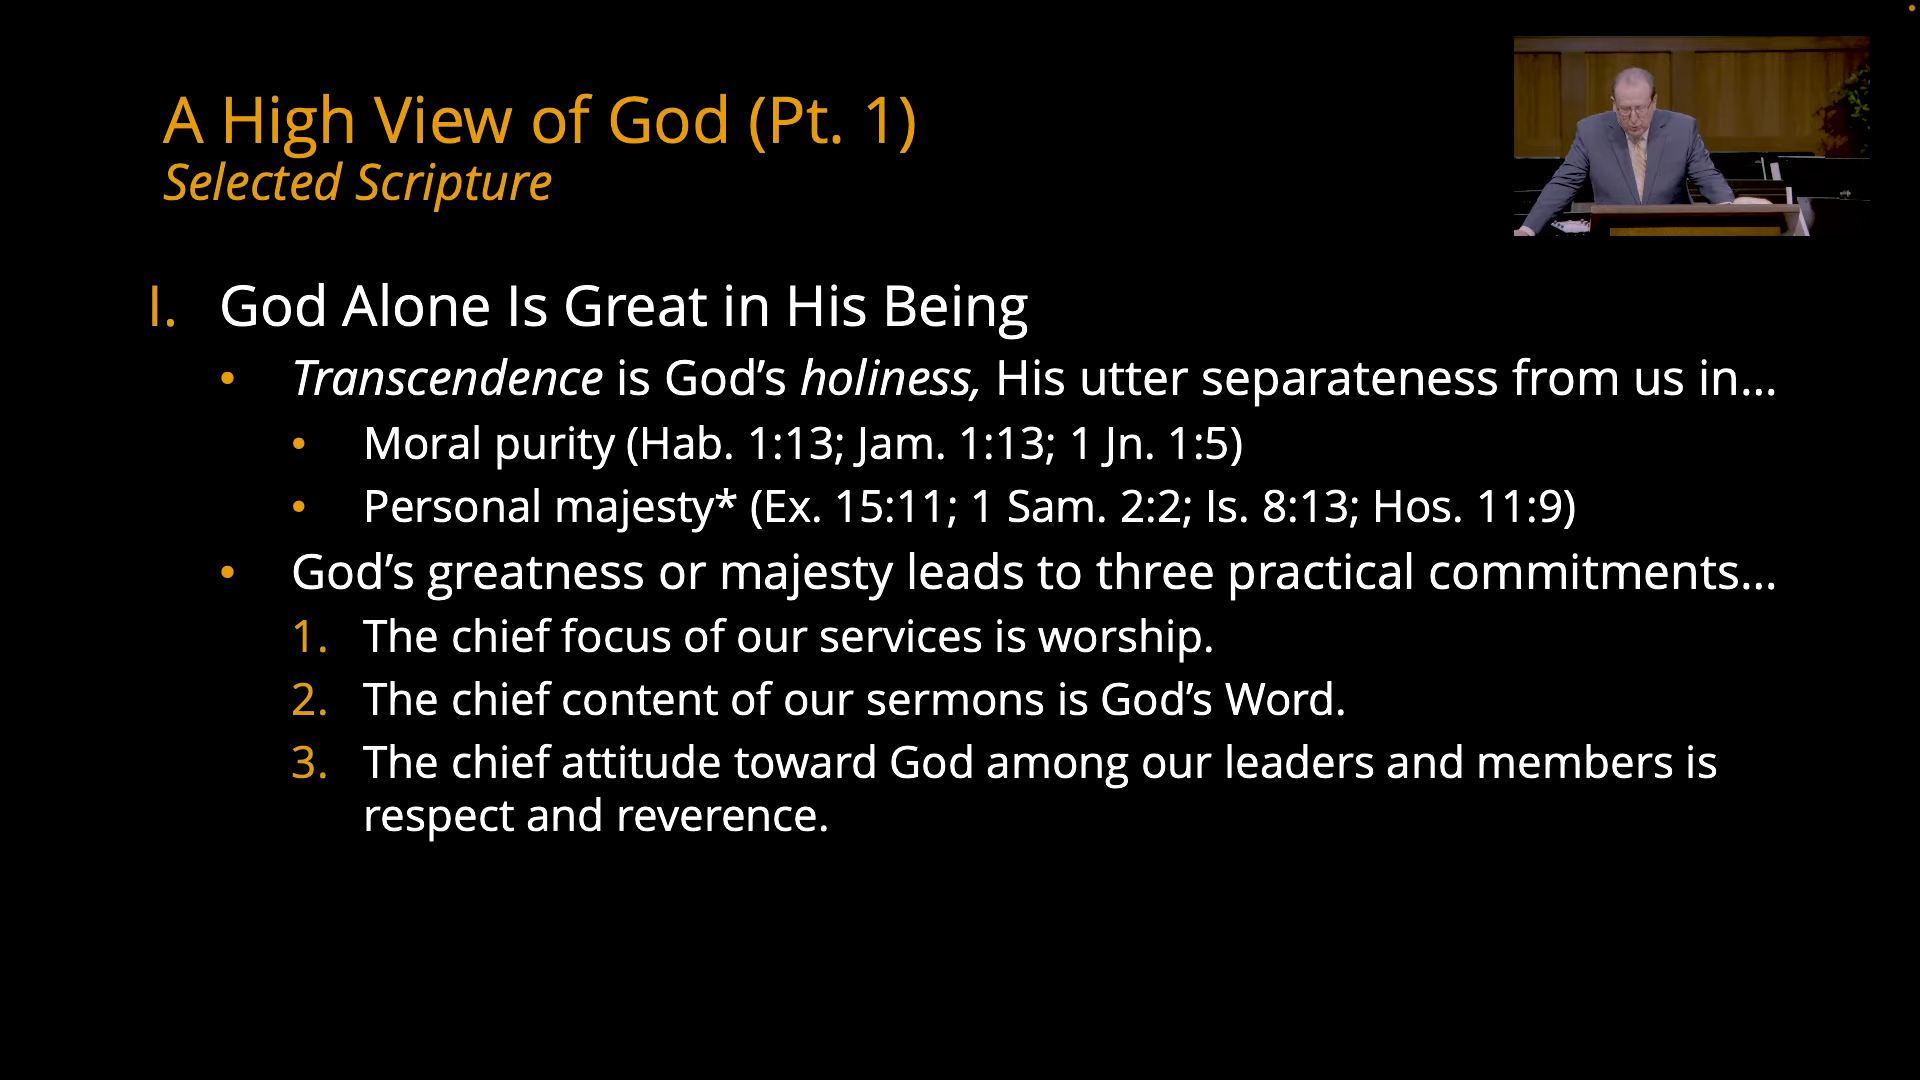 A High View of God (Pt. 1)
Selected Scripture
I. God Alone Is Great in His Being
• Transcendence is God’s holiness, His utter separateness from us in…
• Moral purity (Hab. 1:13; Jam. 1:13; 1 Jn. 1:5)
• Personal majesty* (Ex. 15:11; 1 Sam. 2:2; Is. 8:13; Hos. 11:9)
• God’s greatness or majesty leads to three practical commitments…
1. The chief focus of our services is worship.
2. The chief content of our sermons is God’s Word.
3. The chief attitude toward God among our leaders and members is
respect and reverence.